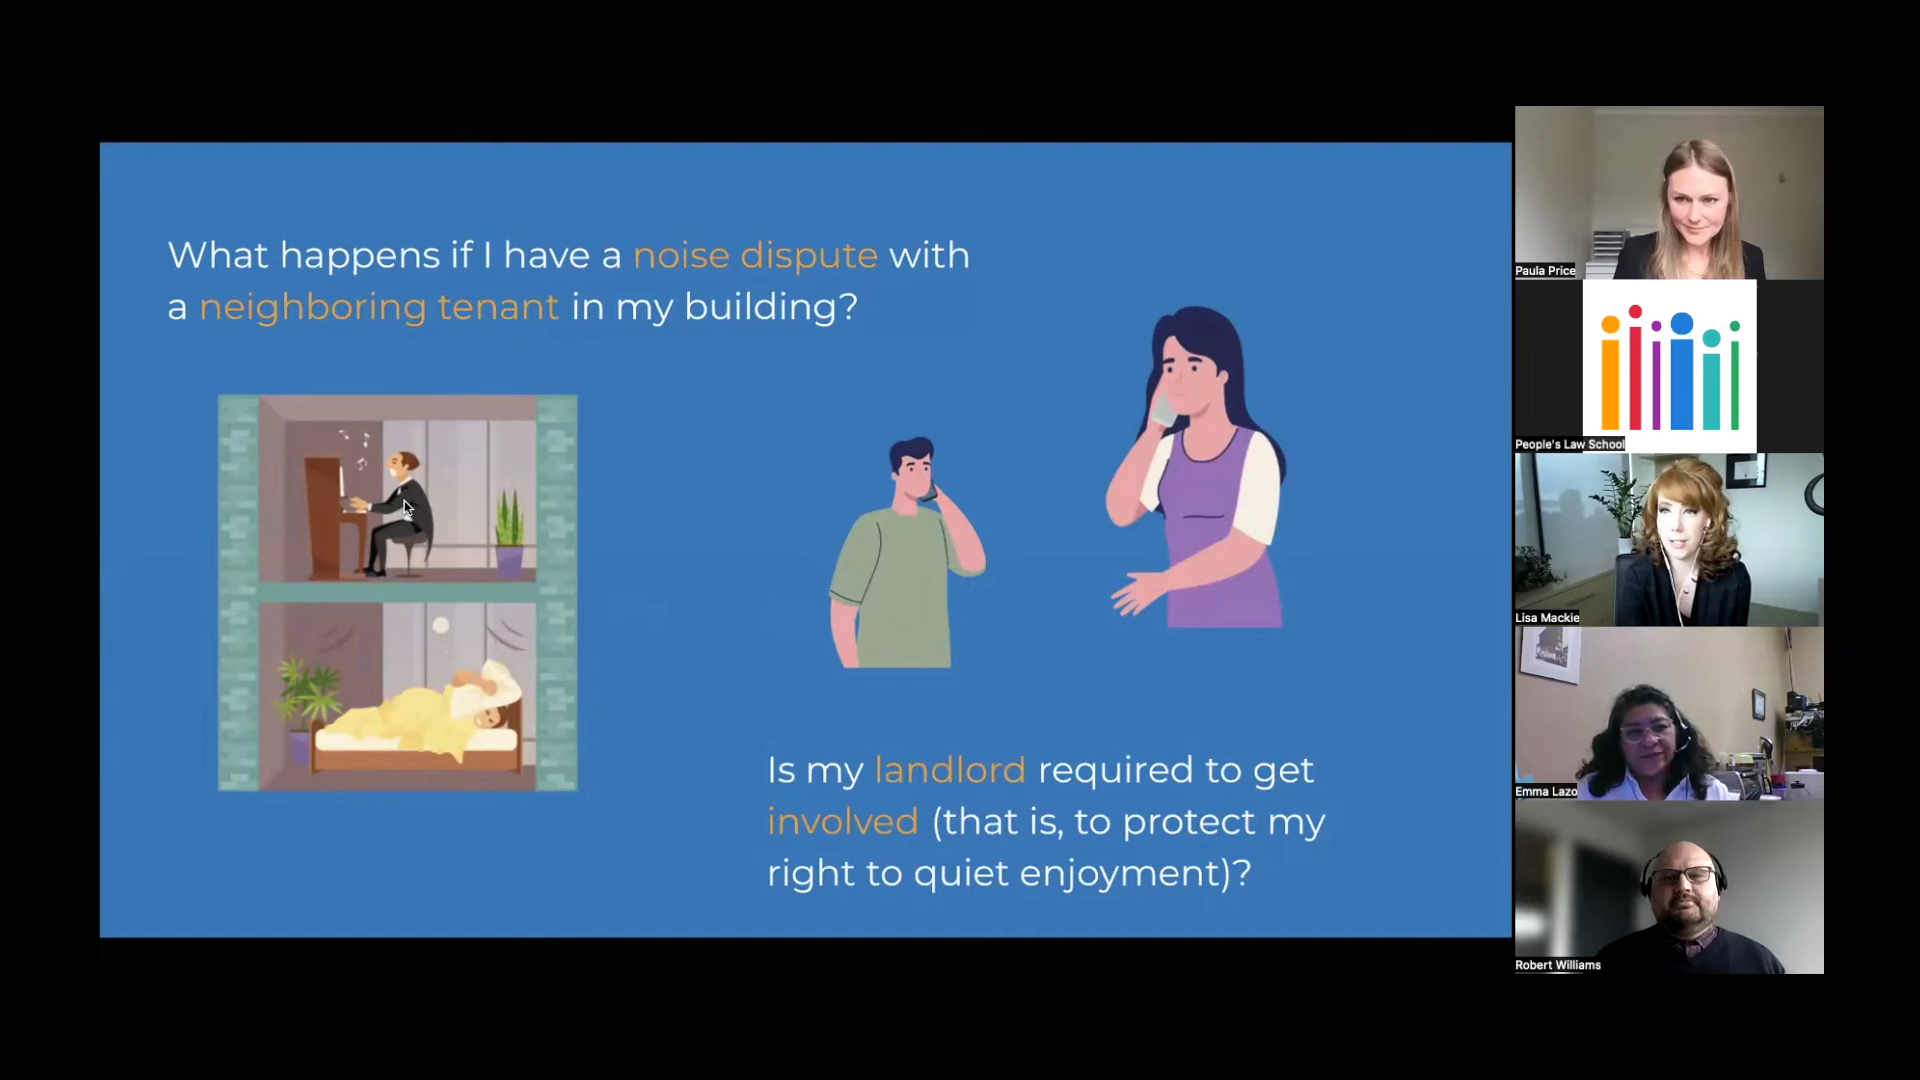 What happens if I have a noise dispute with
a neighboring tenant in my building?
Is my landlord required to get
involved (that is, to protect my
right to quiet enjoyment)?
Paula Price
People's Law School
Lisa Mackie
Emma Lazo
Robert Williams